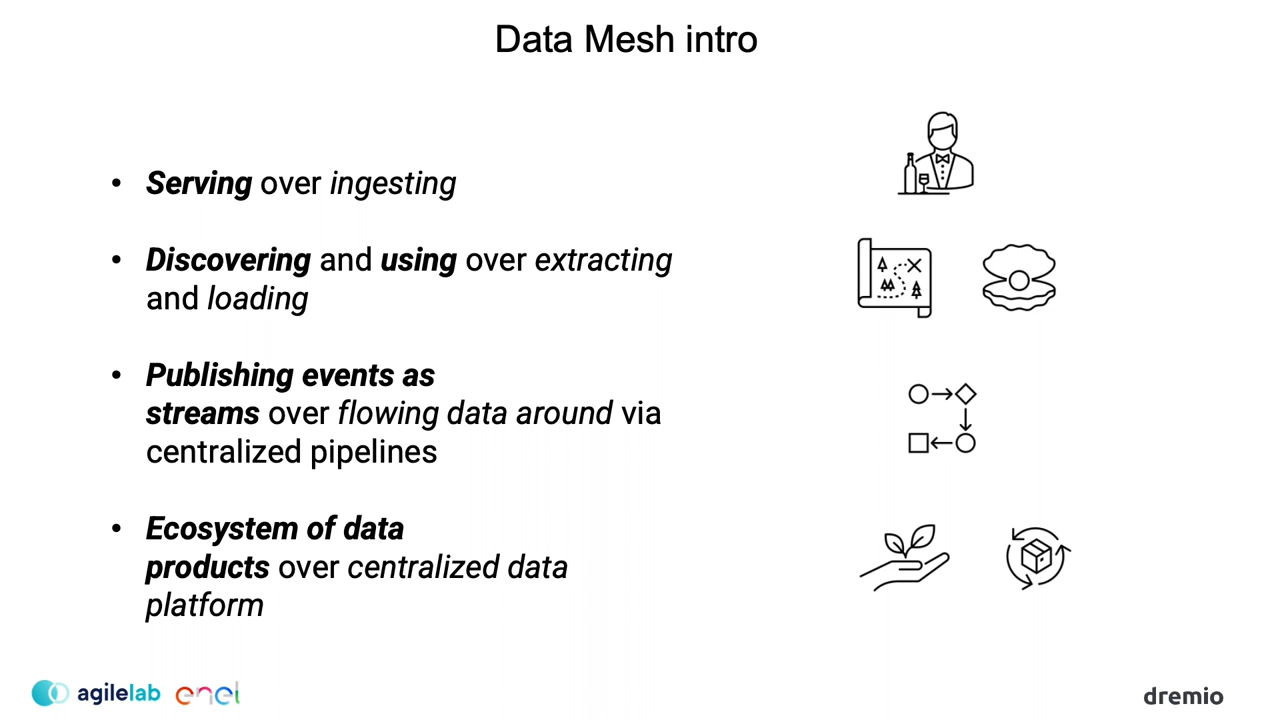 Data Mesh intro
• Serving over ingesting
• Discovering and using over extracting
and loading
• Publishing events as
streams over flowing data around via
centralized pipelines
• Ecosystem of data
products over centralized data
platform
agilelab enel
dremio